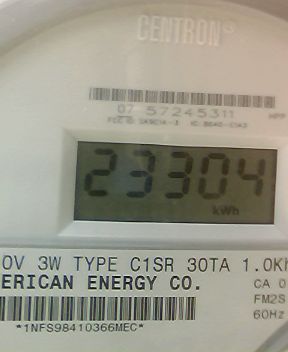 CENTRON
07 57245311
23304
kWh
0V 3W TYPE C1SR 30TA 1.0Kh
ERICAN ENERGY CO.
CA 0
FM2S
60Hz
*1NFS98410366MEC*